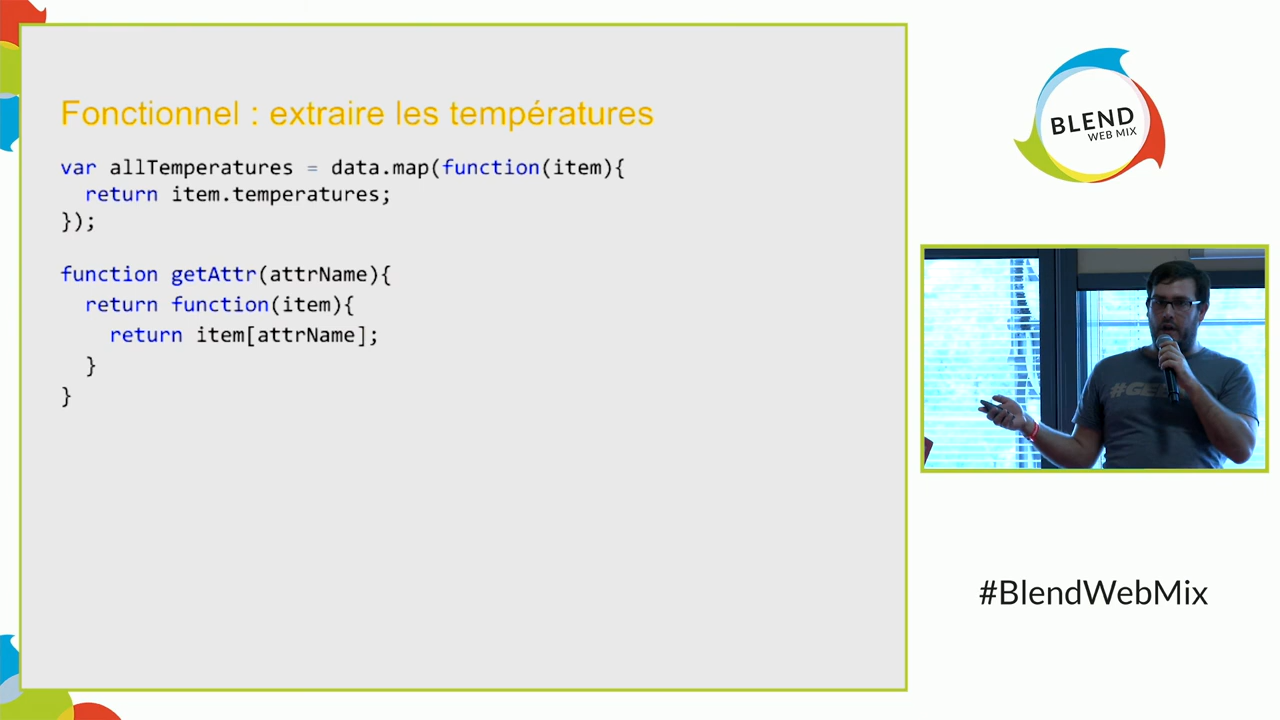 Fonctionnel : extraire les températures
var allTemperatures = data.map(function(item){
  return item.temperatures;
});
function getAttr(attrName){
  return function(item){
    return item[attrName];
  }
}
BLEND
WEB MIX
#BlendWebMix